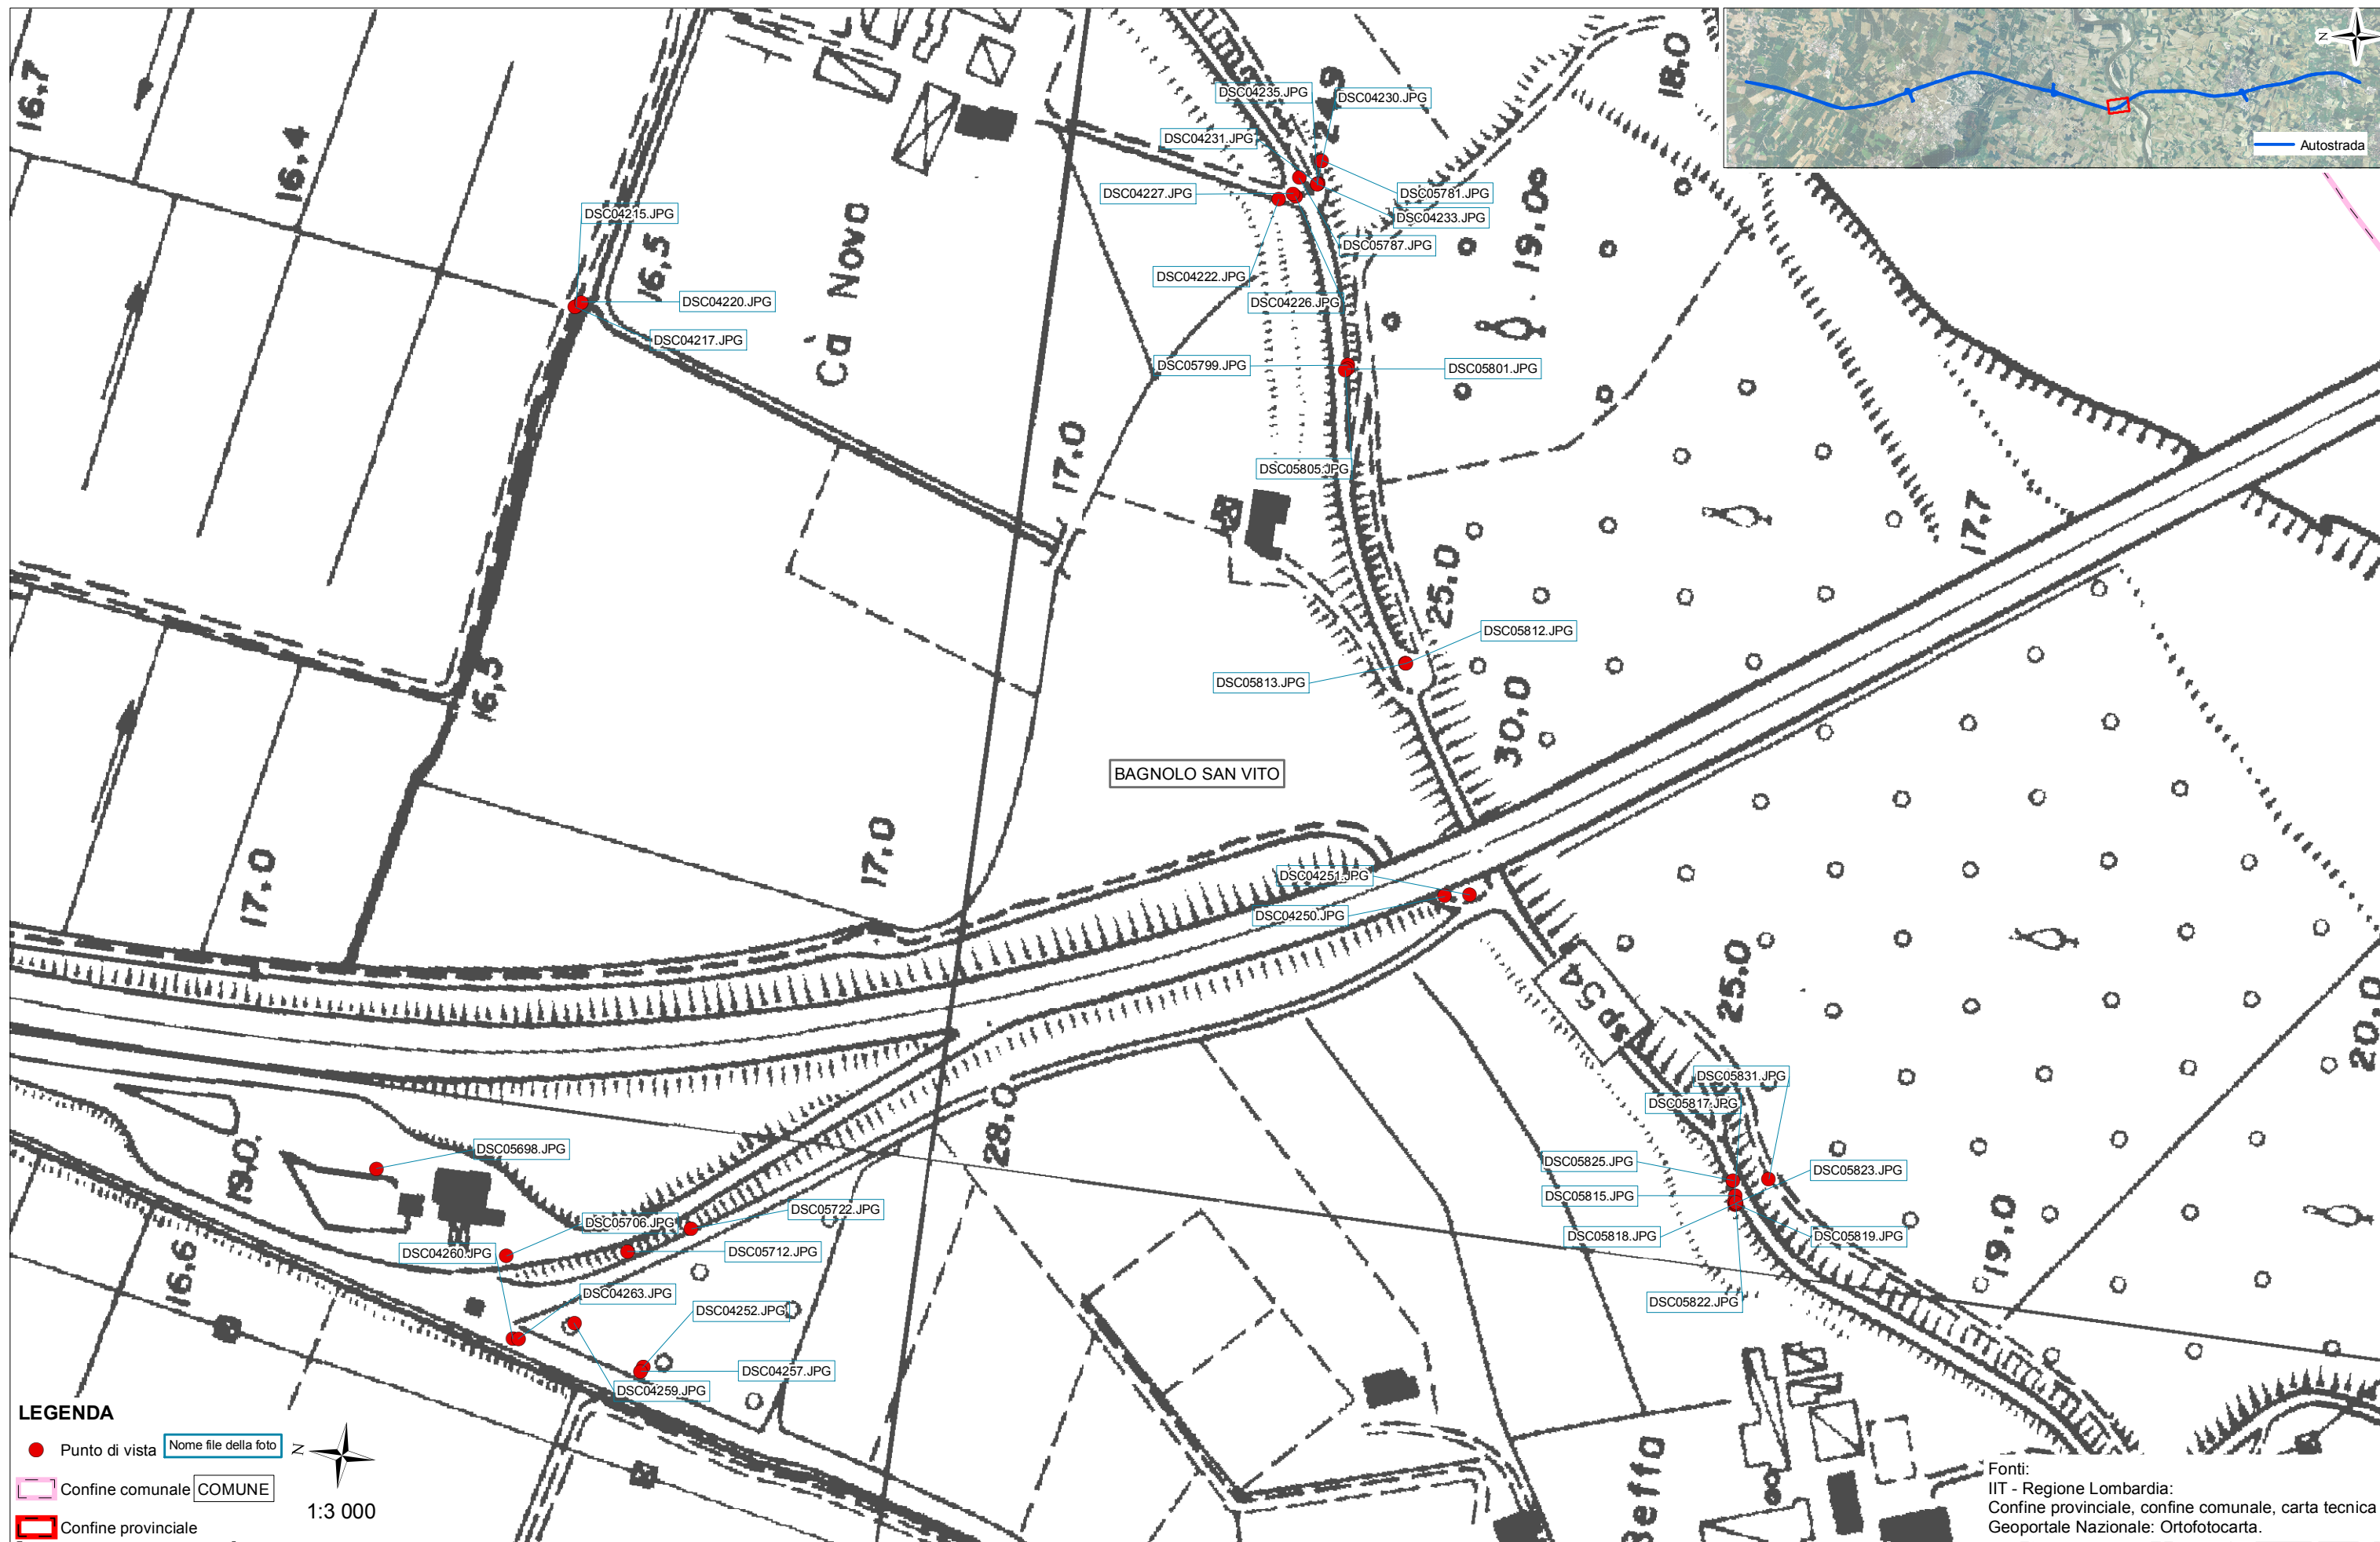 16,7
16,4
16,5
Cà Novo
24,9
18.0
N
Autostrada
DSC04235.JPG
DSC04230.JPG
DSC04231.JPG
DSC04227.JPG
DSC05781.JPG
DSC04233.JPG
DSC05787.JPG
DSC04222.JPG
DSC04226.JPG
DSC04215.JPG
DSC04220.JPG
DSC04217.JPG
19.0
DSC05799.JPG
DSC05801.JPG
DSC05805.JPG
17.0
17.7
25.0
DSC05812.JPG
DSC05813.JPG
16,5
30.0
BAGNOLO SAN VITO
17.0
17.0
DSC04251.JPG
DSC04250.JPG
sp 54
25.0
20.0
DSC05831.JPG
DSC05817.JPG
DSC05825.JPG
DSC05823.JPG
DSC05815.JPG
DSC05818.JPG
DSC05819.JPG
DSC05822.JPG
19.0
28.0
19.0.
16.6
DSC05698.JPG
DSC05706.JPG
DSC05722.JPG
DSC04260.JPG
DSC05712.JPG
DSC04263.JPG
DSC04252.JPG
DSC04257.JPG
DSC04259.JPG
Beffa
LEGENDA
Punto di vista
Nome file della foto
N
Confine comunale
COMUNE
1:3 000
Confine provinciale
Fonti:
IIT - Regione Lombardia:
Confine provinciale, confine comunale, carta tecnica
Geoportale Nazionale: Ortofotocarta.